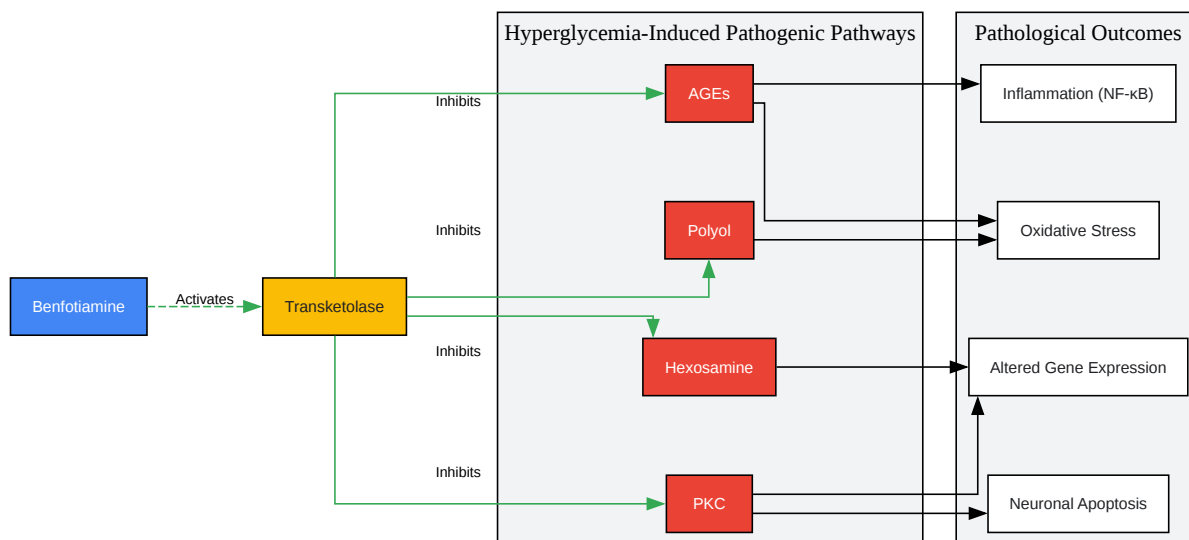 Hyperglycemia-Induced Pathogenic Pathways
Pathological Outcomes
Inhibits
AGEs
Inflammation (NF-κB)
Inhibits
Polyol
Oxidative Stress
Benfotiamine
Activates
Transketolase
Inhibits
Hexosamine
Altered Gene Expression
Inhibits
PKC
Neuronal Apoptosis